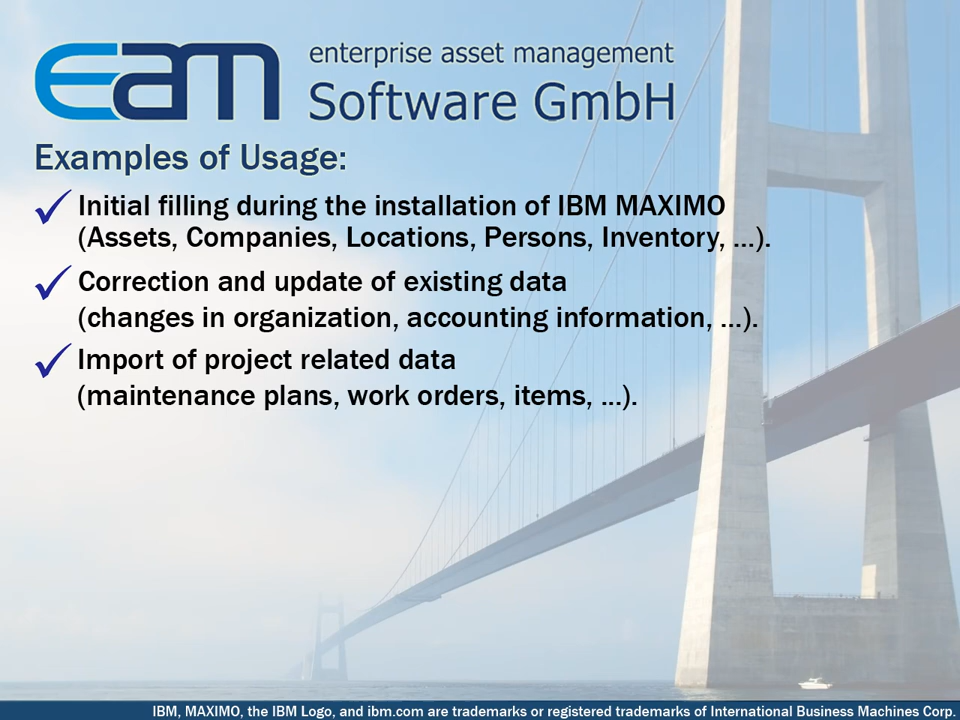 eam
enterprise asset management
Software GmbH
Examples of Usage:
Initial filling during the installation of IBM MAXIMO
(Assets, Companies, Locations, Persons, Inventory, ...).
Correction and update of existing data
(changes in organization, accounting information, ...).
Import of project related data
(maintenance plans, work orders, items, ...).
IBM, MAXIMO, the IBM Logo, and ibm.com are trademarks or registered trademarks of International Business Machines Corp.